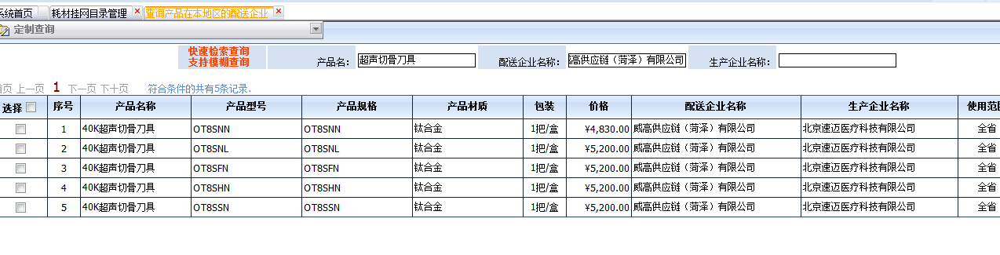 系统首页 耗材挂网目录管理 查询产品在本地区的配送企业
定制查询
快速检索查询
支持模糊查询
产品名： 超声切骨刀具 配送企业名称： 高供应链（菏泽）有限公司 生产企业名称：
首页 上一页 1 下一页 下十页 符合条件的共有5条记录.
选择 序号 产品名称 产品型号 产品规格 产品材质 包装 价格 配送企业名称 生产企业名称 使用范围
1 40K超声切骨刀具 OT8SNN OT8SNN 钛合金 1把/盒 ¥4,830.00 威高供应链（菏泽）有限公司 北京速迈医疗科技有限公司 全省
2 40K超声切骨刀具 OT8SNL OT8SNL 钛合金 1把/盒 ¥5,200.00 威高供应链（菏泽）有限公司 北京速迈医疗科技有限公司 全省
3 40K超声切骨刀具 OT8SFN OT8SFN 钛合金 1把/盒 ¥5,200.00 威高供应链（菏泽）有限公司 北京速迈医疗科技有限公司 全省
4 40K超声切骨刀具 OT8SHN OT8SHN 钛合金 1把/盒 ¥5,200.00 威高供应链（菏泽）有限公司 北京速迈医疗科技有限公司 全省
5 40K超声切骨刀具 OT8SSN OT8SSN 钛合金 1把/盒 ¥5,200.00 威高供应链（菏泽）有限公司 北京速迈医疗科技有限公司 全省